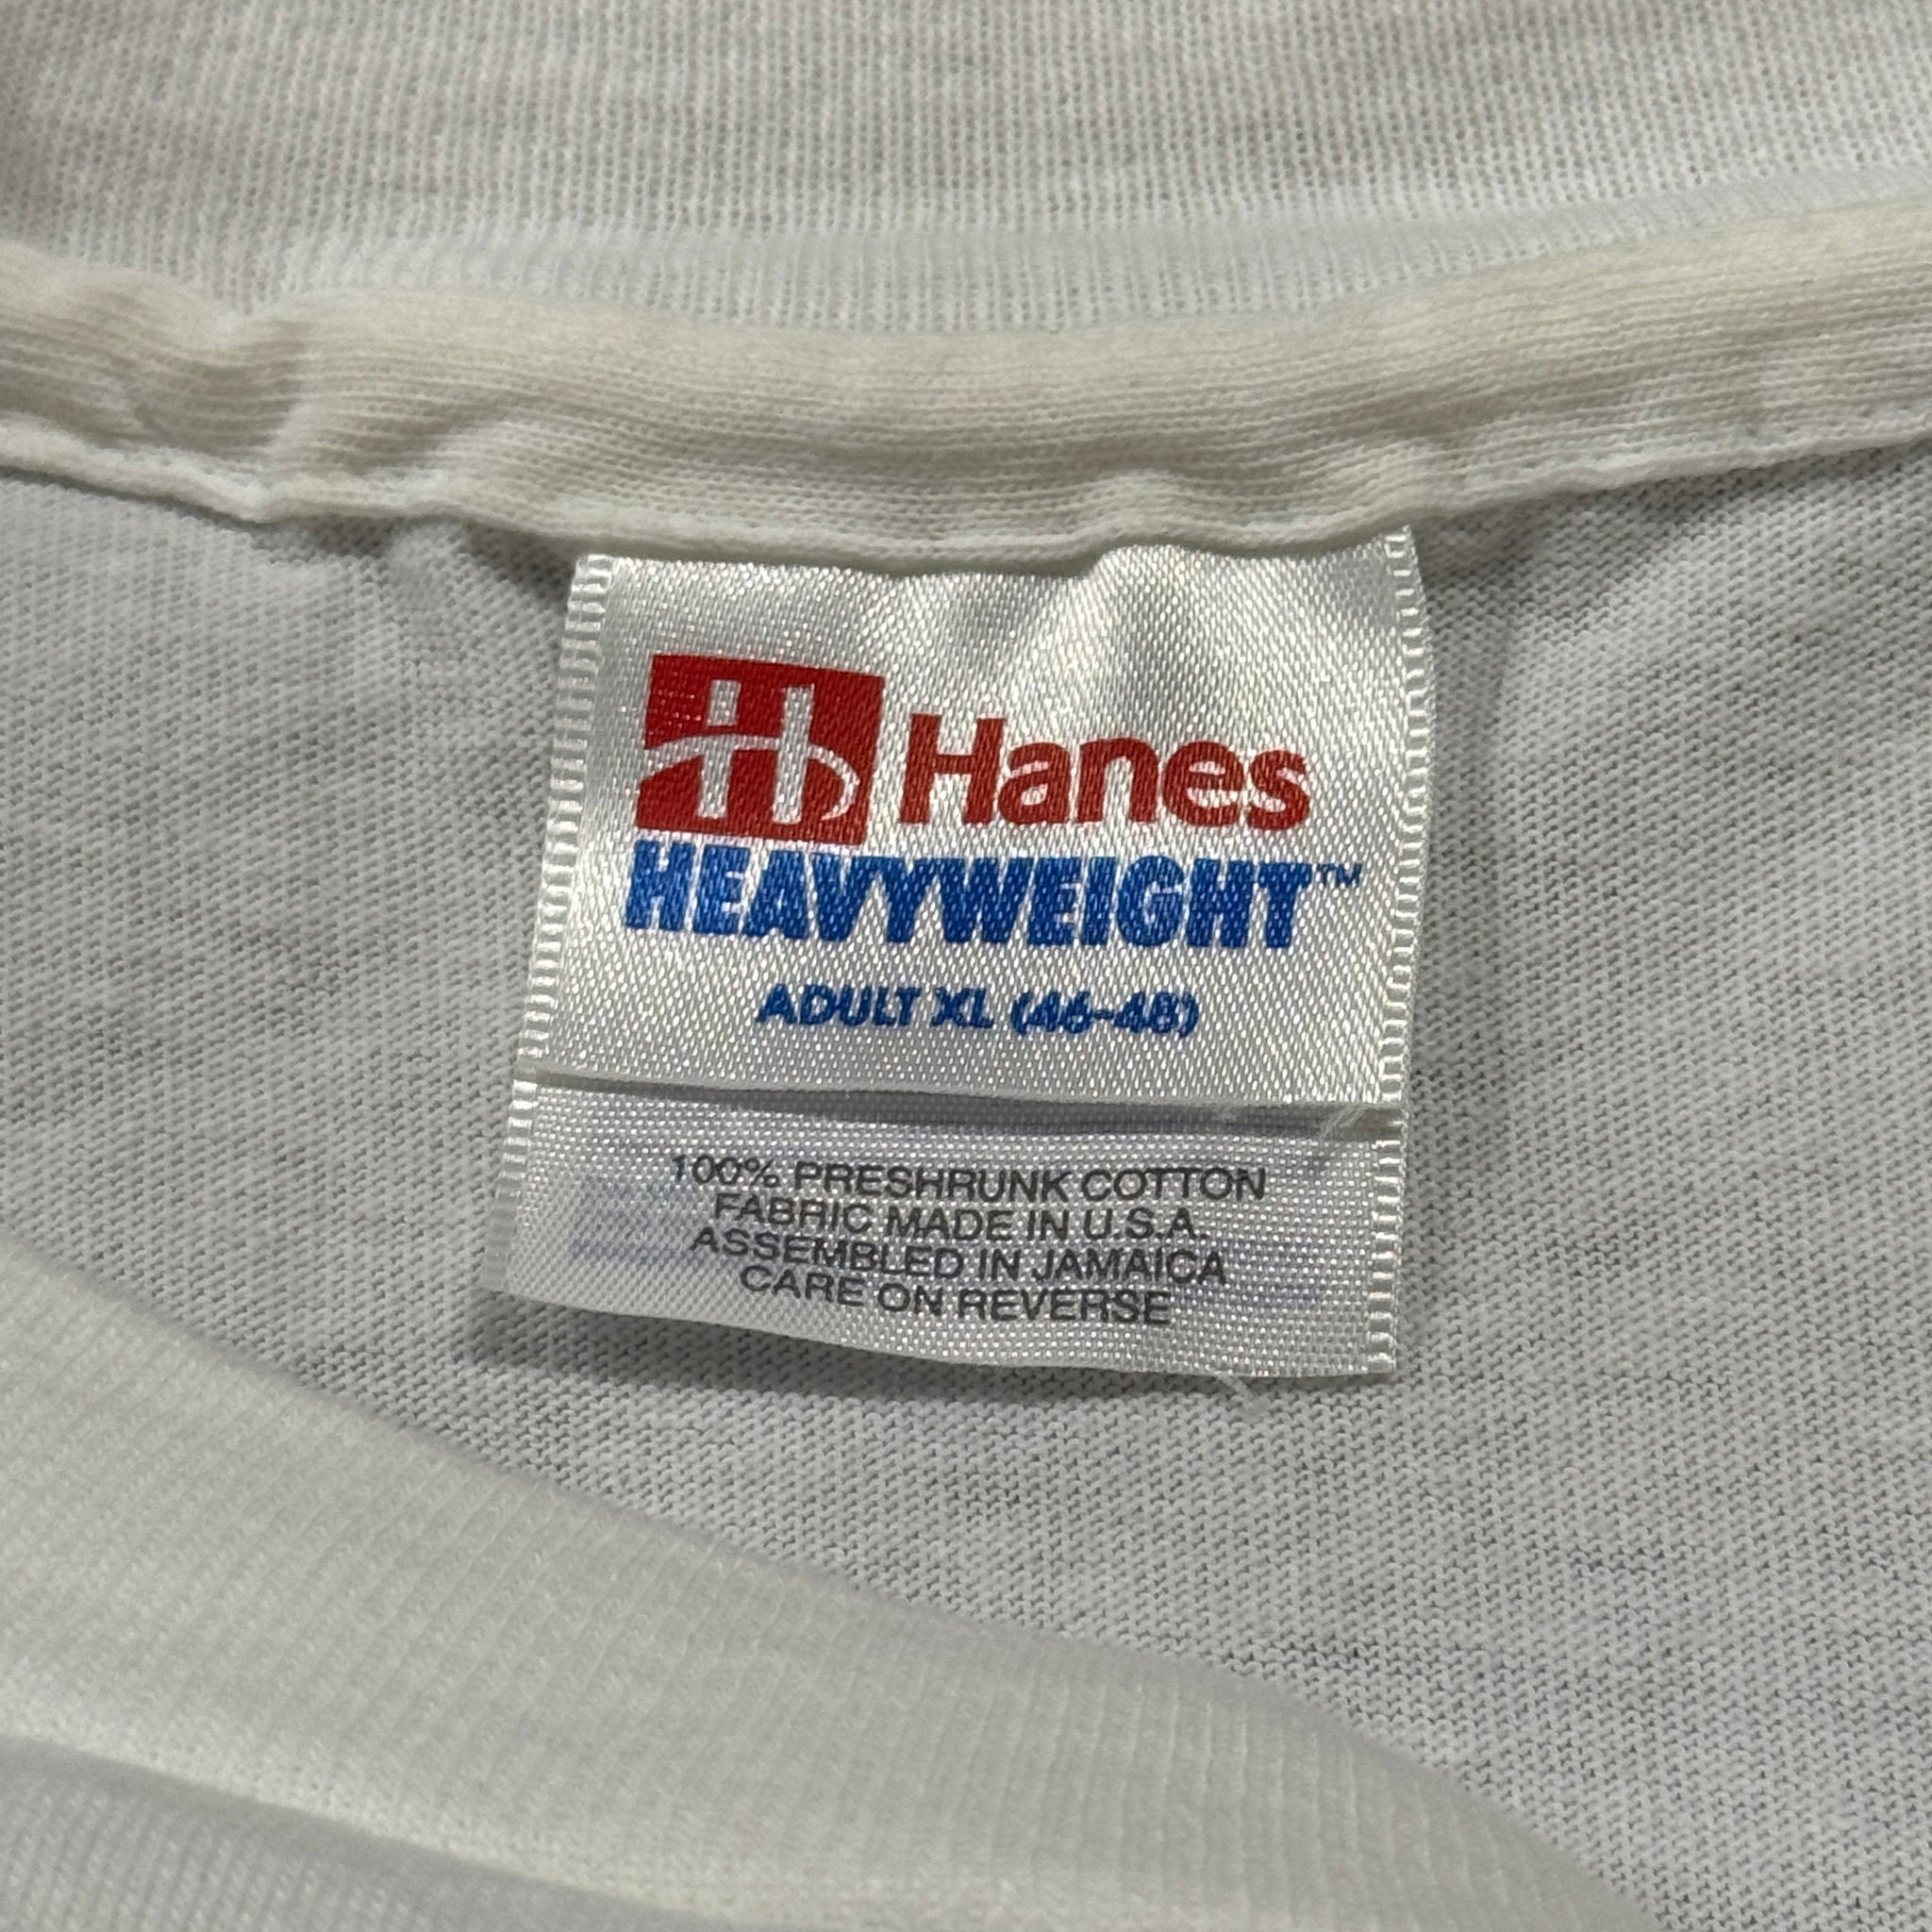 H Hanes
HEAVYWEIGHT™
ADULT XL (46-48)
100% PRESHRUNK COTTON
FABRIC MADE IN U.S.A.
ASSEMBLED IN JAMAICA
CARE ON REVERSE